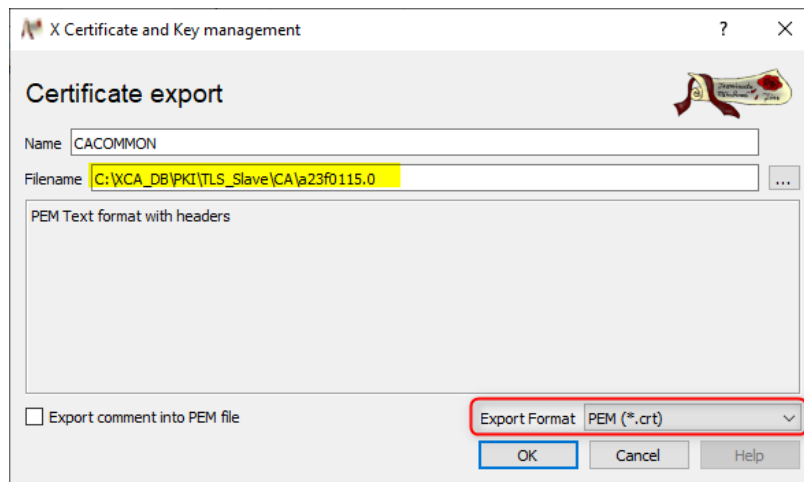 X Certificate and Key management
Certificate export
Name CACOMMON
Filename C:\XCA_DB\PKI\TLS_Slave\CA\a23f0115.0 ...
PEM Text format with headers
Export comment into PEM file
Export Format PEM (*.crt)
OK Cancel Help